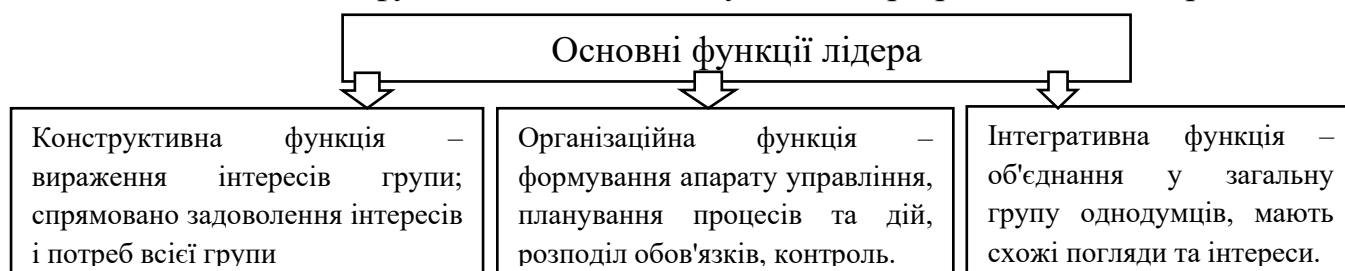 Основні функції лідера
Конструктивна функція –
вираження інтересів групи;
спрямовано задоволення інтересів
і потреб всієї групи
Організаційна функція –
формування апарату управління,
планування процесів та дій,
розподіл обов'язків, контроль.
Інтегративна функція –
об'єднання у загальну
групу однодумців, мають
схожі погляди та інтереси.